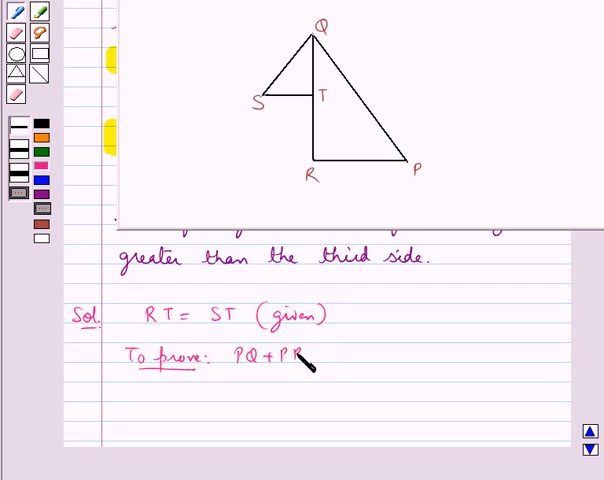 Q
S
T
R
P
greater than the third side.
Sol. RT = ST (given)
To prove: PQ + PR